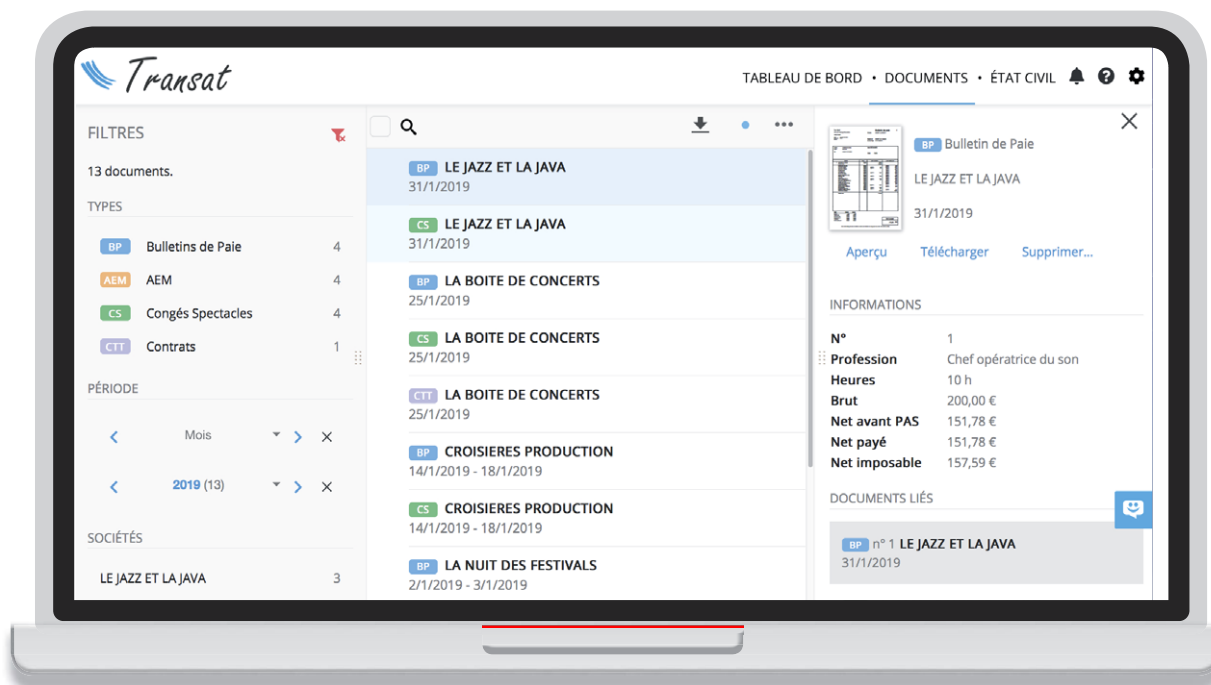 Transat
TABLEAU DE BORD • DOCUMENTS • ÉTAT CIVIL
FILTRES
13 documents.
TYPES
BP Bulletins de Paie 4
AEM AEM 4
CS Congés Spectacles 4
CTT Contrats 1
PÉRIODE
Mois
2019 (13)
SOCIÉTÉS
LE JAZZ ET LA JAVA 3
BP LE JAZZ ET LA JAVA
31/1/2019
CS LE JAZZ ET LA JAVA
31/1/2019
BP LA BOITE DE CONCERTS
25/1/2019
CS LA BOITE DE CONCERTS
25/1/2019
CTT LA BOITE DE CONCERTS
25/1/2019
BP CROISIERES PRODUCTION
14/1/2019 - 18/1/2019
CS CROISIERES PRODUCTION
14/1/2019 - 18/1/2019
BP LA NUIT DES FESTIVALS
2/1/2019 - 3/1/2019
BP Bulletin de Paie
LE JAZZ ET LA JAVA
31/1/2019
Aperçu Télécharger Supprimer...
INFORMATIONS
N° 1
Profession Chef opératrice du son
Heures 10 h
Brut 200,00 €
Net avant PAS 151,78 €
Net payé 151,78 €
Net imposable 157,59 €
DOCUMENTS LIÉS
BP n° 1 LE JAZZ ET LA JAVA
31/1/2019